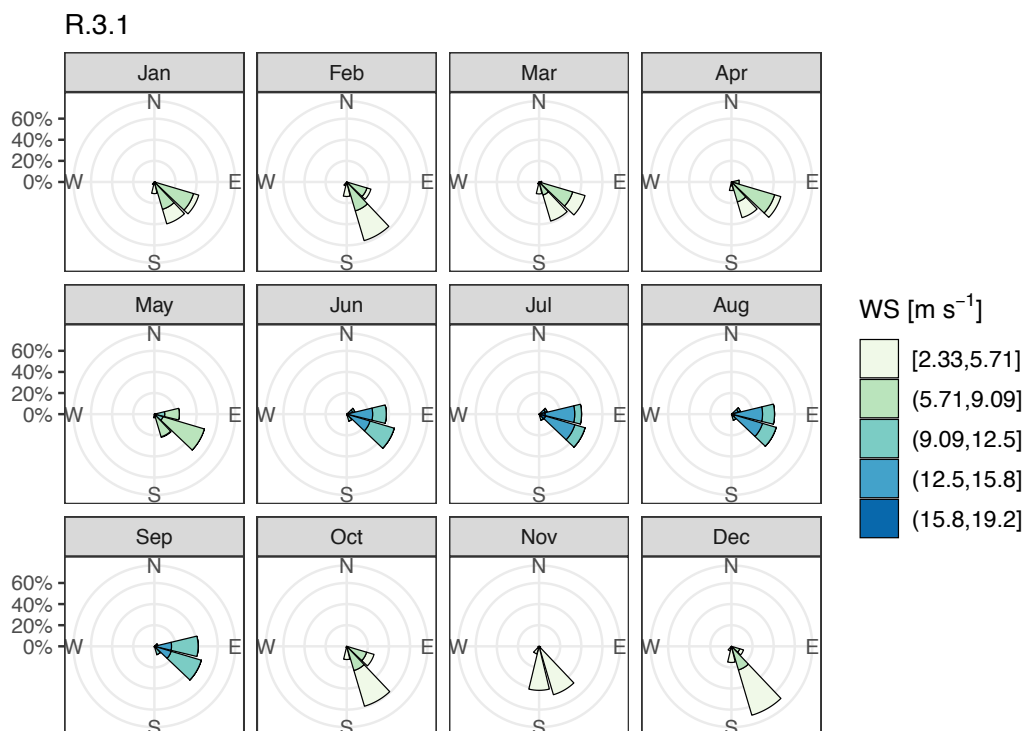 R.3.1
Jan Feb Mar Apr
N N N N
60%
40%
20%
0% W E W E W E W E
S S S S
May Jun Jul Aug
N N N N
60%
40%
20%
0% W E W E W E W E
S S S S
Sep Oct Nov Dec
N N N N
60%
40%
20%
0% W E W E W E W E
S S S S
WS [m s⁻¹]
[2.33,5.71]
(5.71,9.09]
(9.09,12.5]
(12.5,15.8]
(15.8,19.2]